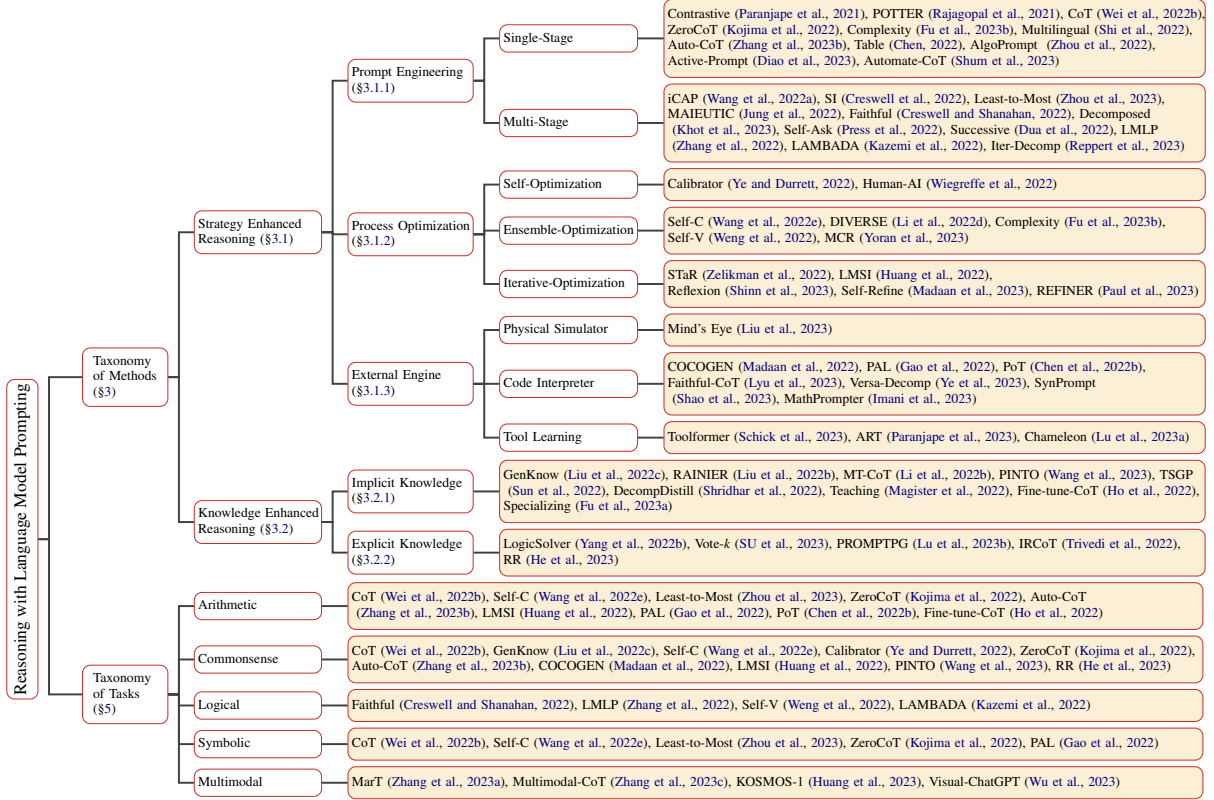 Reasoning with Language Model Prompting
Taxonomy
of Methods
(§3)
Strategy Enhanced
Reasoning (§3.1)
Prompt Engineering
(§3.1.1)
Single-Stage
Contrastive (Paranjape et al., 2021), POTTER (Rajagopal et al., 2021), CoT (Wei et al., 2022b),
ZeroCoT (Kojima et al., 2022), Complexity (Fu et al., 2023b), Multilingual (Shi et al., 2022),
Auto-CoT (Zhang et al., 2023b), Table (Chen, 2022), AlgoPrompt (Zhou et al., 2022),
Active-Prompt (Diao et al., 2023), Automate-CoT (Shum et al., 2023)
Multi-Stage
iCAP (Wang et al., 2022a), SI (Creswell et al., 2022), Least-to-Most (Zhou et al., 2023),
MAIEUTIC (Jung et al., 2022), Faithful (Creswell and Shanahan, 2022), Decomposed
(Khot et al., 2023), Self-Ask (Press et al., 2022), Successive (Dua et al., 2022), LMLP
(Zhang et al., 2022), LAMBADA (Kazemi et al., 2022), Iter-Decomp (Reppert et al., 2023)
Process Optimization
(§3.1.2)
Self-Optimization
Calibrator (Ye and Durrett, 2022), Human-AI (Wiegreffe et al., 2022)
Ensemble-Optimization
Self-C (Wang et al., 2022e), DIVERSE (Li et al., 2022d), Complexity (Fu et al., 2023b),
Self-V (Weng et al., 2022), MCR (Yoran et al., 2023)
Iterative-Optimization
STaR (Zelikman et al., 2022), LMSI (Huang et al., 2022),
Reflexion (Shinn et al., 2023), Self-Refine (Madaan et al., 2023), REFINER (Paul et al., 2023)
External Engine
(§3.1.3)
Physical Simulator
Mind's Eye (Liu et al., 2023)
Code Interpreter
COCOGEN (Madaan et al., 2022), PAL (Gao et al., 2022), PoT (Chen et al., 2022b),
Faithful-CoT (Lyu et al., 2023), Versa-Decomp (Ye et al., 2023), SynPrompt
(Shao et al., 2023), MathPrompter (Imani et al., 2023)
Tool Learning
Toolformer (Schick et al., 2023), ART (Paranjape et al., 2023), Chameleon (Lu et al., 2023a)
Knowledge Enhanced
Reasoning (§3.2)
Implicit Knowledge
(§3.2.1)
GenKnow (Liu et al., 2022c), RAINIER (Liu et al., 2022b), MT-CoT (Li et al., 2022b), PINTO (Wang et al., 2023), TSGP
(Sun et al., 2022), DecompDistill (Shridhar et al., 2022), Teaching (Magister et al., 2022), Fine-tune-CoT (Ho et al., 2022),
Specializing (Fu et al., 2023a)
Explicit Knowledge
(§3.2.2)
LogicSolver (Yang et al., 2022b), Vote-k (SU et al., 2023), PROMPTPG (Lu et al., 2023b), IRCoT (Trivedi et al., 2022),
RR (He et al., 2023)
Taxonomy
of Tasks
(§5)
Arithmetic
CoT (Wei et al., 2022b), Self-C (Wang et al., 2022e), Least-to-Most (Zhou et al., 2023), ZeroCoT (Kojima et al., 2022), Auto-CoT
(Zhang et al., 2023b), LMSI (Huang et al., 2022), PAL (Gao et al., 2022), PoT (Chen et al., 2022b), Fine-tune-CoT (Ho et al., 2022)
Commonsense
CoT (Wei et al., 2022b), GenKnow (Liu et al., 2022c), Self-C (Wang et al., 2022e), Calibrator (Ye and Durrett, 2022), ZeroCoT (Kojima et al., 2022),
Auto-CoT (Zhang et al., 2023b), COCOGEN (Madaan et al., 2022), LMSI (Huang et al., 2022), PINTO (Wang et al., 2023), RR (He et al., 2023)
Logical
Faithful (Creswell and Shanahan, 2022), LMLP (Zhang et al., 2022), Self-V (Weng et al., 2022), LAMBADA (Kazemi et al., 2022)
Symbolic
CoT (Wei et al., 2022b), Self-C (Wang et al., 2022e), Least-to-Most (Zhou et al., 2023), ZeroCoT (Kojima et al., 2022), PAL (Gao et al., 2022)
Multimodal
MarT (Zhang et al., 2023a), Multimodal-CoT (Zhang et al., 2023c), KOSMOS-1 (Huang et al., 2023), Visual-ChatGPT (Wu et al., 2023)